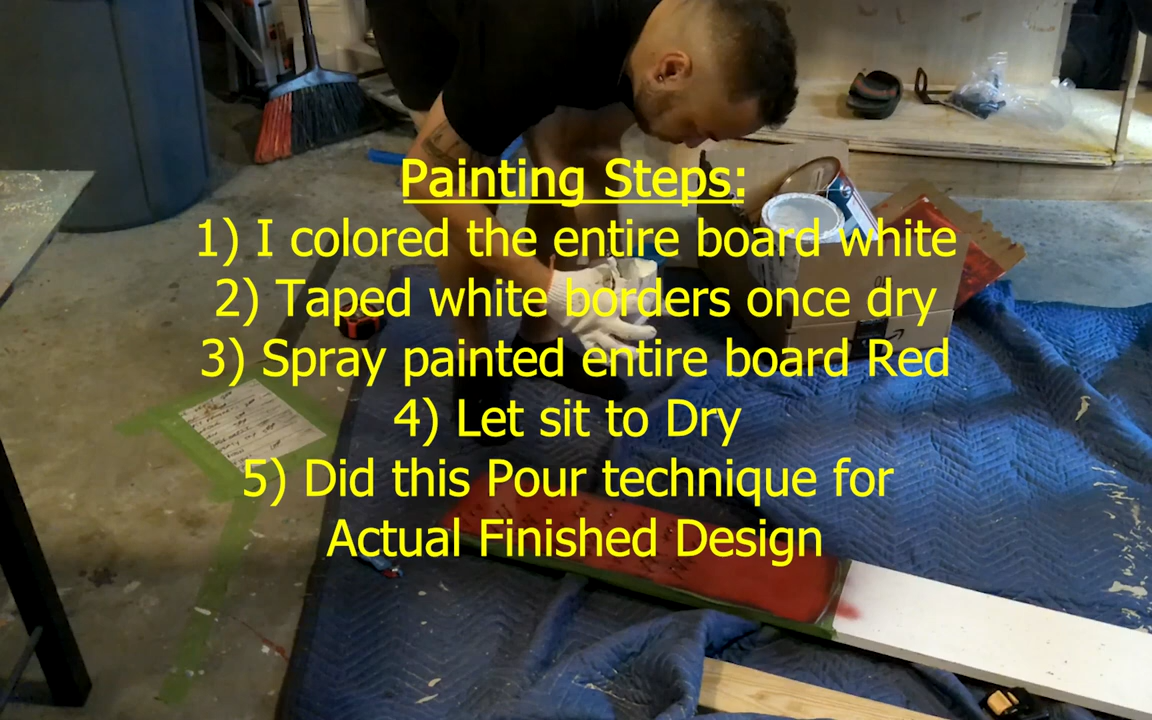 Painting Steps:
1) I colored the entire board white
2) Taped white borders once dry
3) Spray painted entire board Red
4) Let sit to Dry
5) Did this Pour technique for
Actual Finished Design